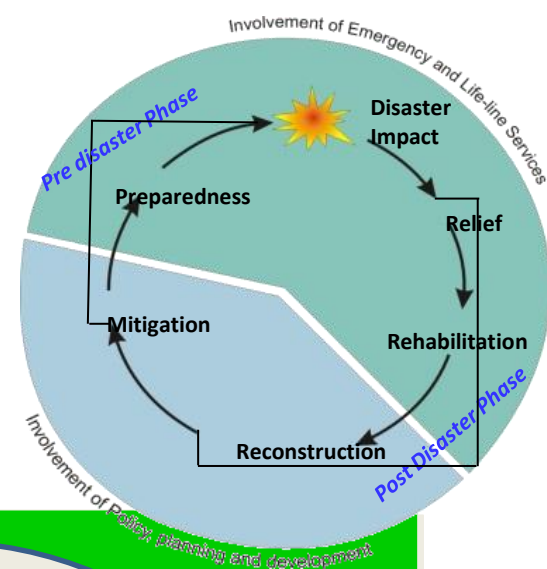 Involvement of Emergency and Life-line Services
Pre disaster Phase
Disaster
Impact
Preparedness
Relief
Mitigation
Rehabilitation
Reconstruction
Post Disaster Phase
Involvement of Policy, planning and development